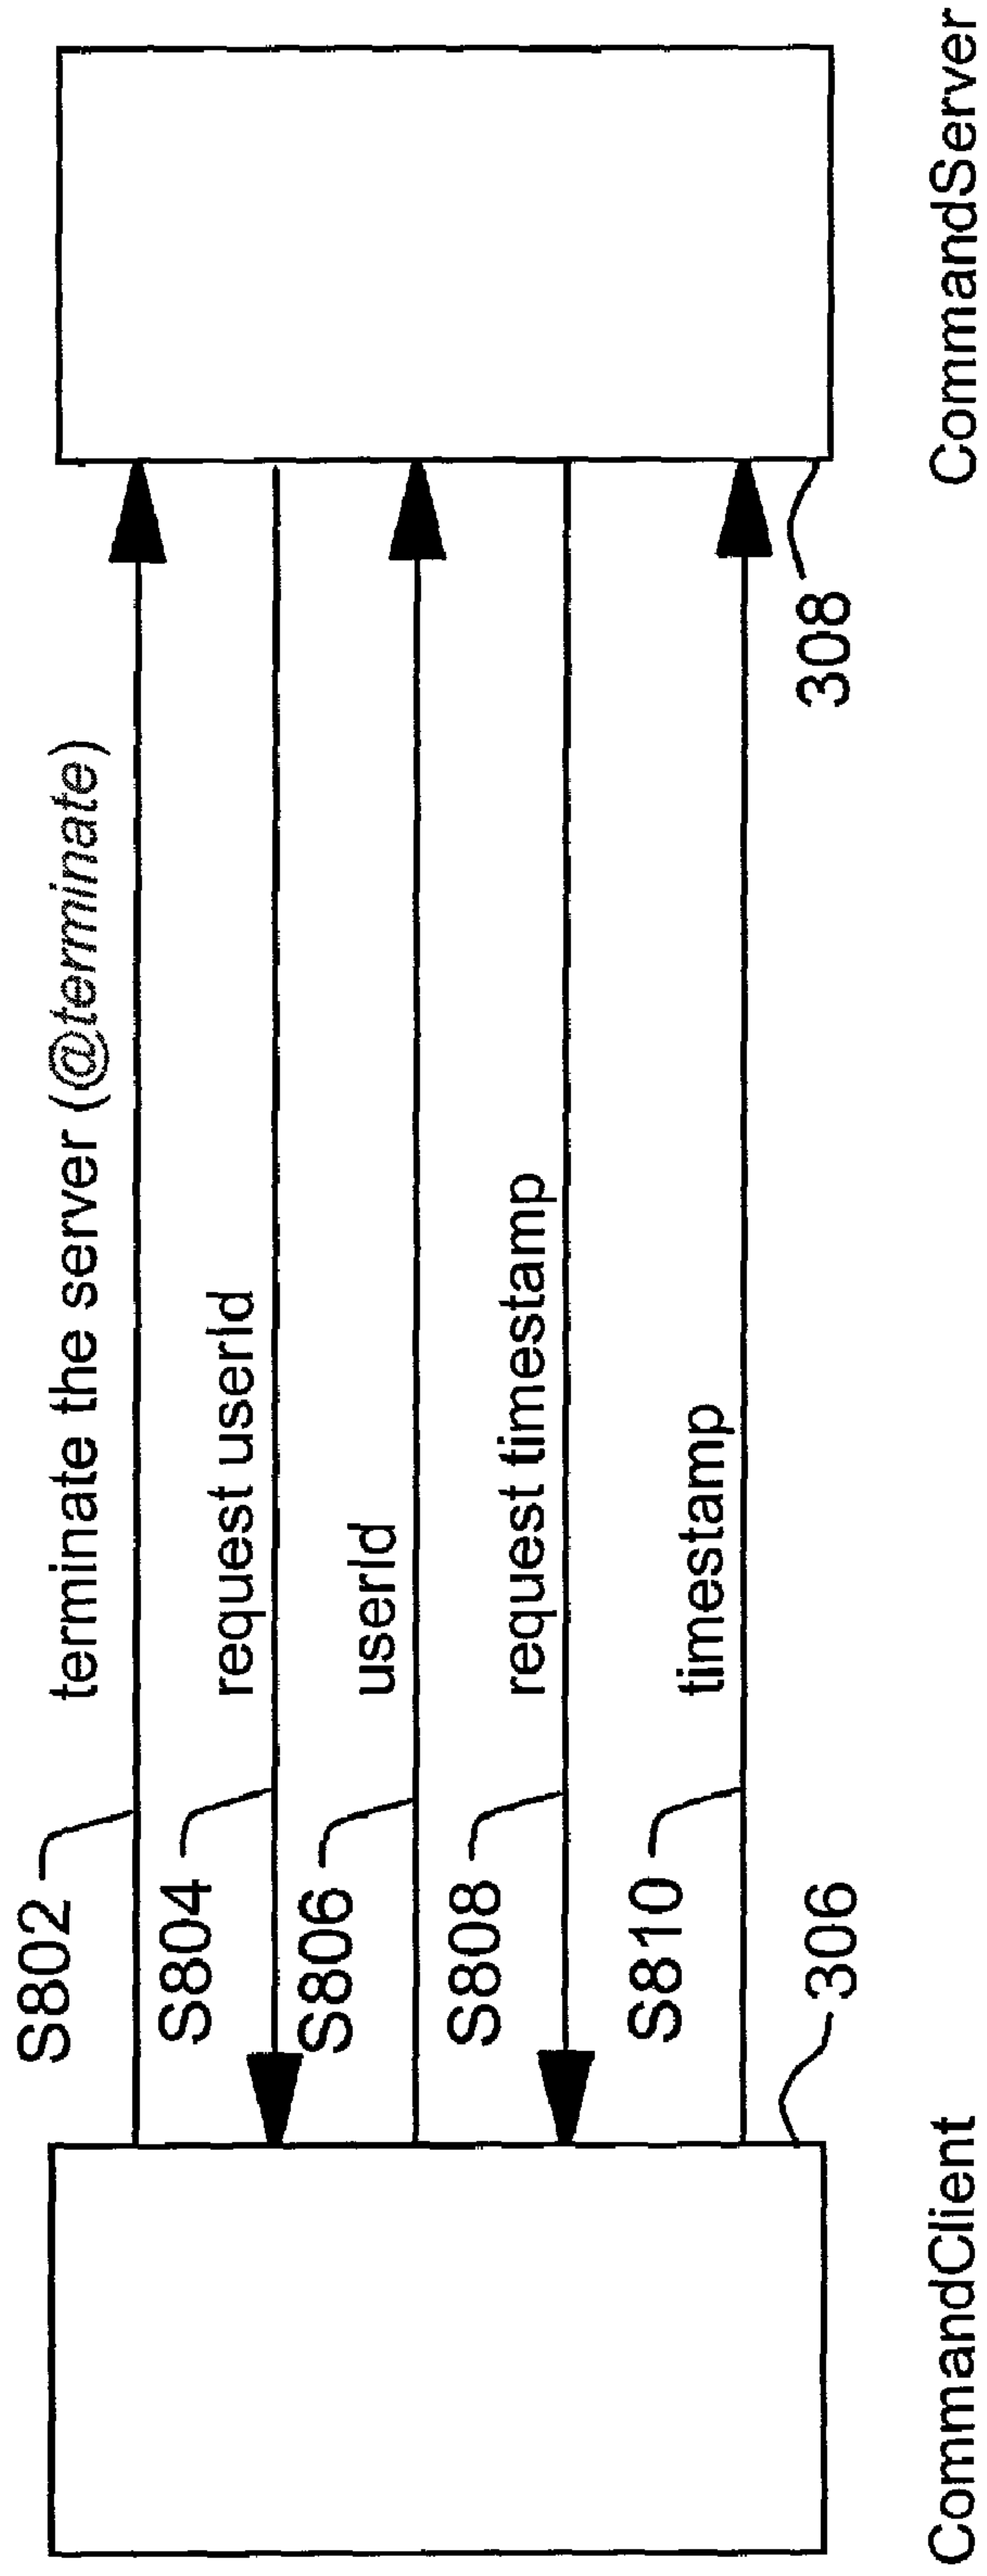 S802
terminate the server (@terminate)
S804
request userId
S806
userId
S808
request timestamp
S810
timestamp
306
308
CommandClient
CommandServer